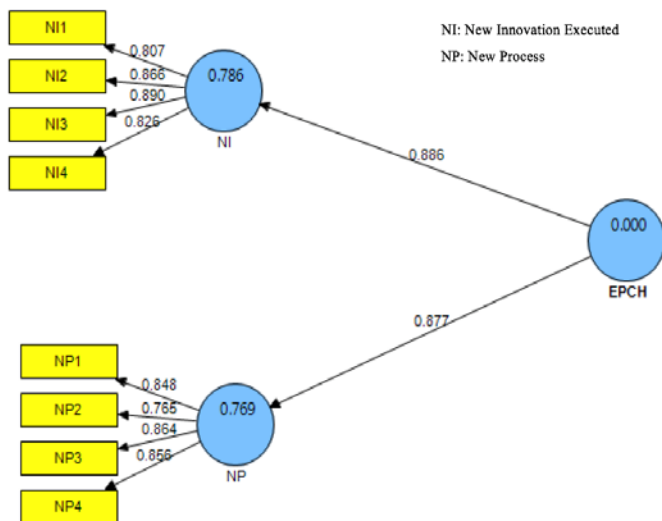 NI1
NI2
NI3
NI4
0.807
0.866
0.890
0.826
0.786
NI
NI: New Innovation Executed
NP: New Process
0.886
0.000
EPCH
0.877
NP1
NP2
NP3
NP4
0.848
0.765
0.864
0.856
0.769
NP